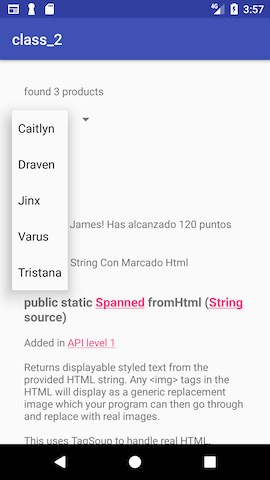 4G 3:57
class_2
found 3 products
Caitlyn
Draven
Jinx
Varus
Tristana
James! Has alcanzado 120 puntos
String Con Marcado Html
public static Spanned fromHtml (String
source)
Added in API level 1
Returns displayable styled text from the
provided HTML string. Any <img> tags in the
HTML will display as a generic replacement
image which your program can then go through
and replace with real images.
This uses TagSoup to handle real HTML,